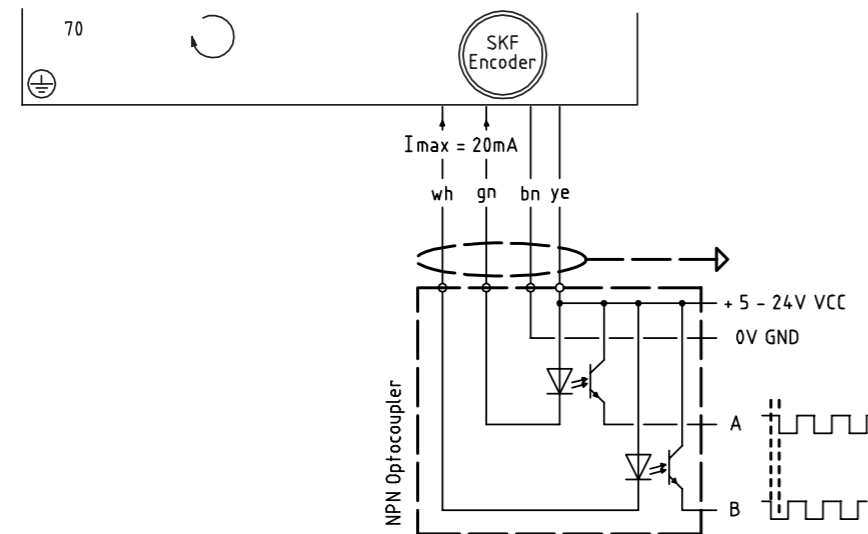 70
SKF
Encoder
Imax = 20mA
wh gn bn ye
+ 5 - 24V VCC
0V GND
NPN Optocoupler
A
B